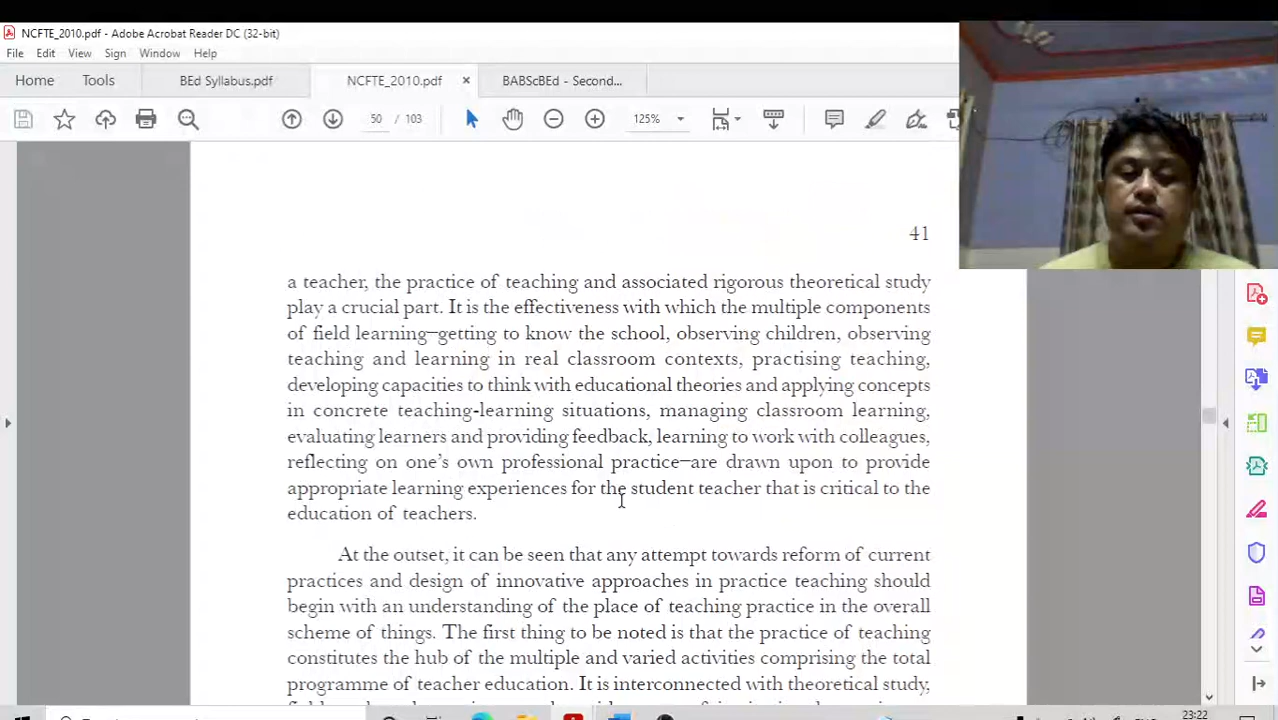 NCFTE_2010.pdf - Adobe Acrobat Reader DC (32-bit)
File Edit View Sign Window Help
Home Tools BEd Syllabus.pdf NCFTE_2010.pdf × BABScBEd - Second...
50 / 103 125%
41
a teacher, the practice of teaching and associated rigorous theoretical study
play a crucial part. It is the effectiveness with which the multiple components
of field learning–getting to know the school, observing children, observing
teaching and learning in real classroom contexts, practising teaching,
developing capacities to think with educational theories and applying concepts
in concrete teaching-learning situations, managing classroom learning,
evaluating learners and providing feedback, learning to work with colleagues,
reflecting on one’s own professional practice–are drawn upon to provide
appropriate learning experiences for the student teacher that is critical to the
education of teachers.
At the outset, it can be seen that any attempt towards reform of current
practices and design of innovative approaches in practice teaching should
begin with an understanding of the place of teaching practice in the overall
scheme of things. The first thing to be noted is that the practice of teaching
constitutes the hub of the multiple and varied activities comprising the total
programme of teacher education. It is interconnected with theoretical study,
23:22